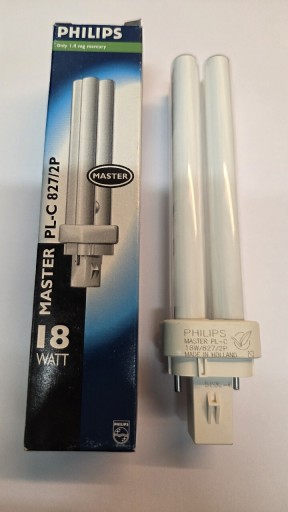 PHILIPS
Only 1.4 mg mercury
MASTER
MASTER PL-C 827/2P
18
WATT
PHILIPS
PHILIPS
MASTER PL-C
18W/827/2P
MADE IN HOLLAND